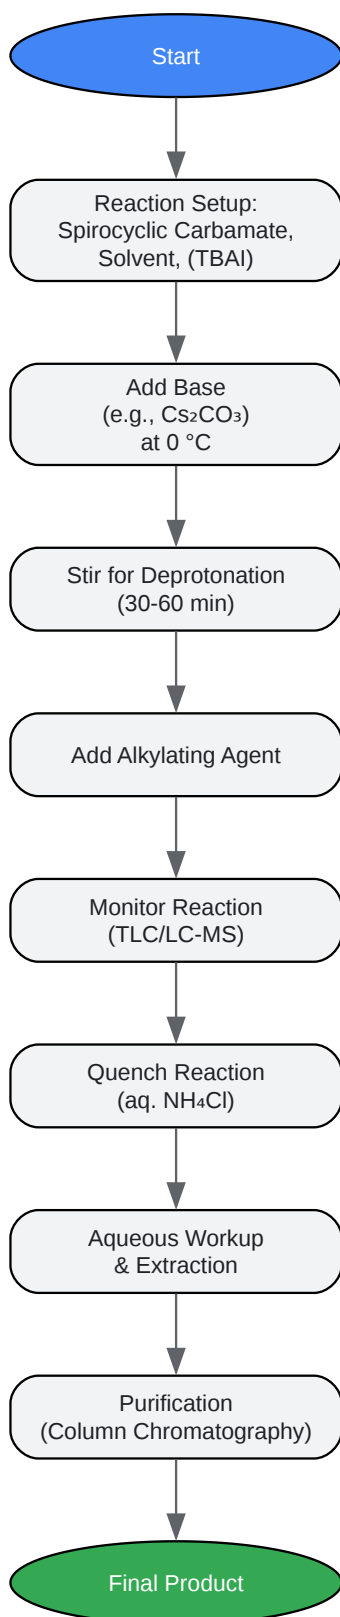 Start
Reaction Setup:
Spirocyclic Carbamate,
Solvent, (TBAI)
Add Base
(e.g., Cs₂CO₃)
at 0 °C
Stir for Deprotonation
(30-60 min)
Add Alkylating Agent
Monitor Reaction
(TLC/LC-MS)
Quench Reaction
(aq. NH₄Cl)
Aqueous Workup
& Extraction
Purification
(Column Chromatography)
Final Product